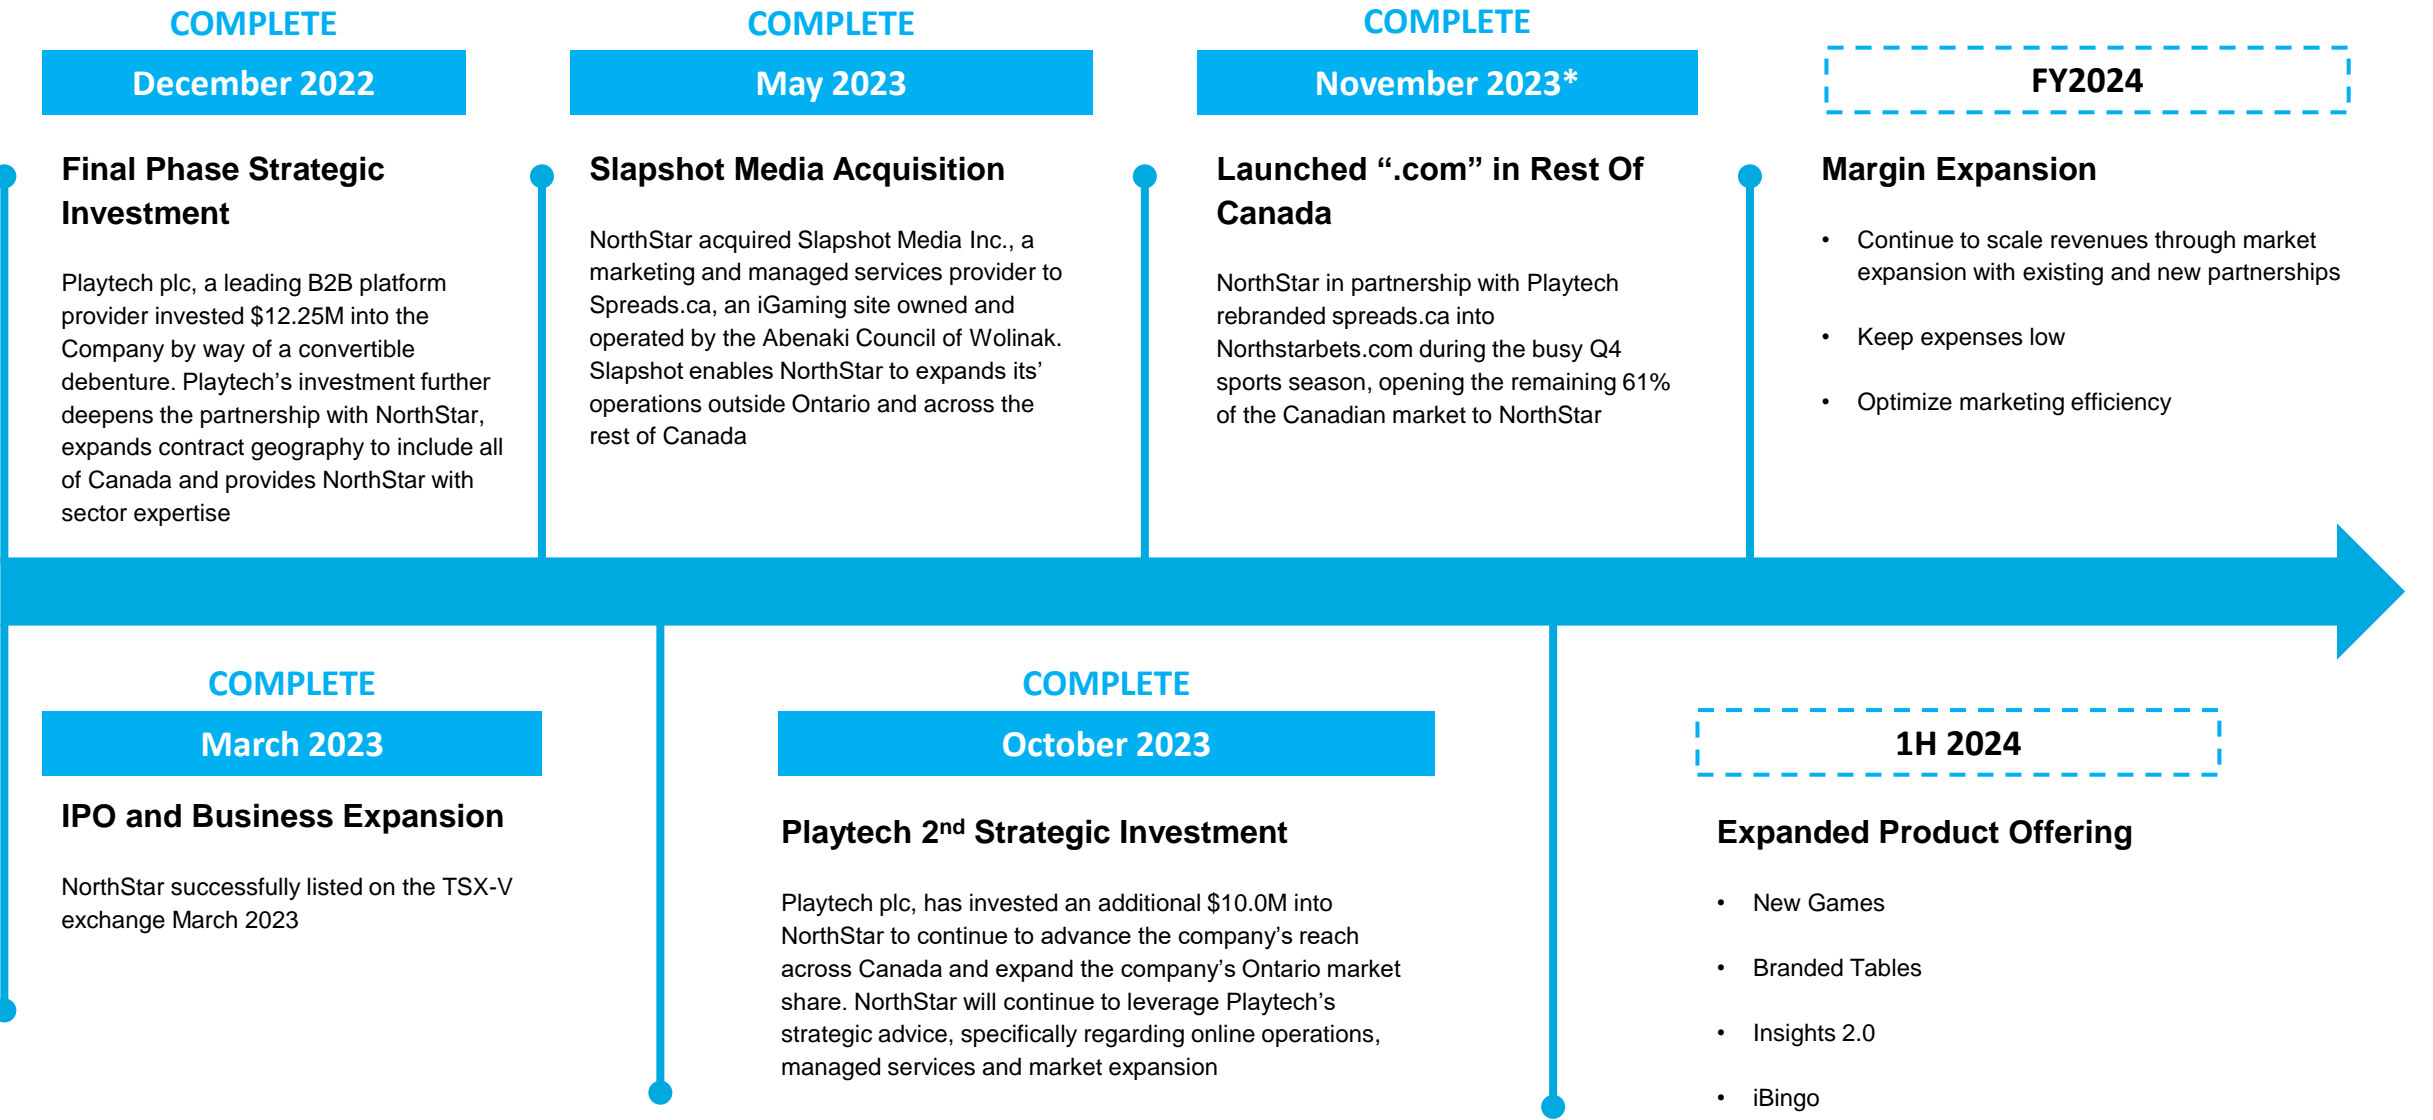 COMPLETE
December 2022
Final Phase Strategic
Investment
Playtech plc, a leading B2B platform
provider invested $12.25M into the
Company by way of a convertible
debenture. Playtech’s investment further
deepens the partnership with NorthStar,
expands contract geography to include all
of Canada and provides NorthStar with
sector expertise
COMPLETE
May 2023
Slapshot Media Acquisition
NorthStar acquired Slapshot Media Inc., a
marketing and managed services provider to
Spreads.ca, an iGaming site owned and
operated by the Abenaki Council of Wolinak.
Slapshot enables NorthStar to expands its’
operations outside Ontario and across the
rest of Canada
COMPLETE
November 2023*
Launched “.com” in Rest Of
Canada
NorthStar in partnership with Playtech
rebranded spreads.ca into
Northstarbets.com during the busy Q4
sports season, opening the remaining 61%
of the Canadian market to NorthStar
FY2024
Margin Expansion
• Continue to scale revenues through market
expansion with existing and new partnerships
• Keep expenses low
• Optimize marketing efficiency
COMPLETE
March 2023
IPO and Business Expansion
NorthStar successfully listed on the TSX-V
exchange March 2023
COMPLETE
October 2023
Playtech 2nd Strategic Investment
Playtech plc, has invested an additional $10.0M into
NorthStar to continue to advance the company’s reach
across Canada and expand the company’s Ontario market
share. NorthStar will continue to leverage Playtech’s
strategic advice, specifically regarding online operations,
managed services and market expansion
1H 2024
Expanded Product Offering
• New Games
• Branded Tables
• Insights 2.0
• iBingo